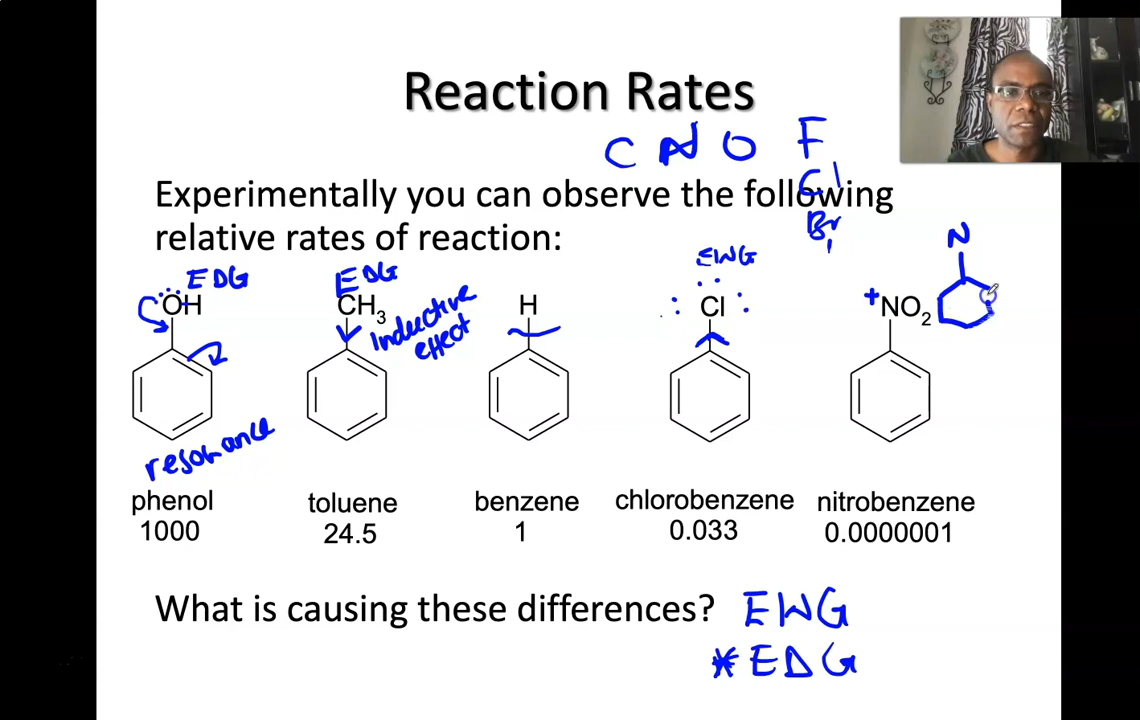 Reaction Rates
C N O F
Cl
Br
Experimentally you can observe the following
relative rates of reaction:
EDG EDG EWG N
OH CH3 H Cl +NO2
Inductive
effect
resonance
phenol toluene benzene chlorobenzene nitrobenzene
1000 24.5 1 0.033 0.0000001
What is causing these differences? EWG
*EDG